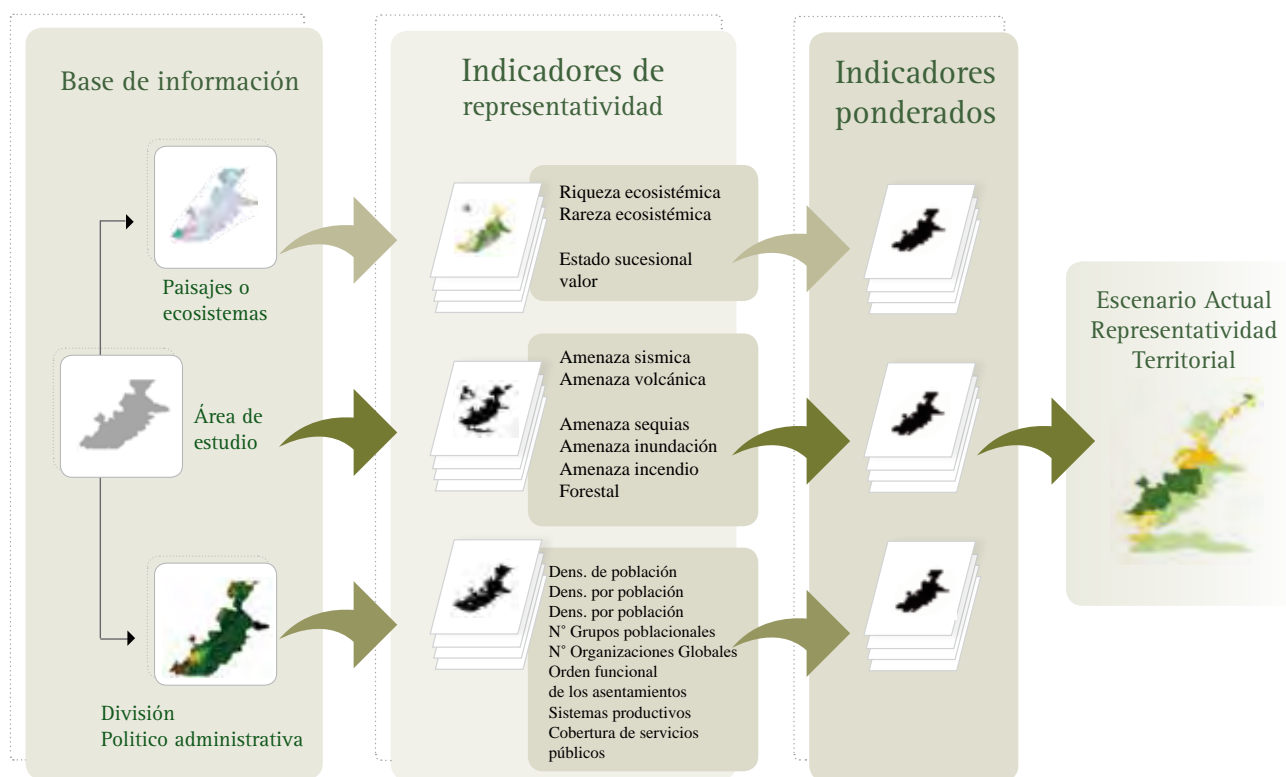 Base de información
Paisajes o
ecosistemas
Área de
estudio
División
Politico administrativa
Indicadores de
representatividad
Riqueza ecosistémica
Rareza ecosistémica
Estado sucesional
valor
Amenaza sismica
Amenaza volcánica
Amenaza sequias
Amenaza inundación
Amenaza incendio
Forestal
Dens. de población
Dens. por población
Dens. por población
N° Grupos poblacionales
N° Organizaciones Globales
Orden funcional
de los asentamientos
Sistemas productivos
Cobertura de servicios
públicos
Indicadores
ponderados
Escenario Actual
Representatividad
Territorial